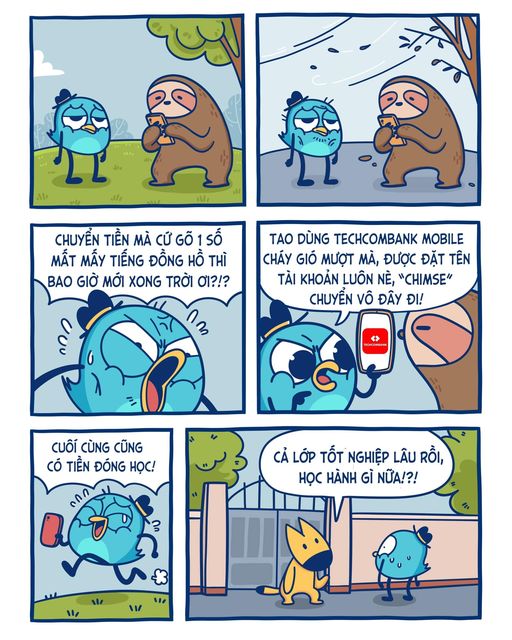 CHUYỂN TIỀN MÀ CỨ GÕ 1 SỐ
MẤT MẤY TIẾNG ĐỒNG HỒ THÌ
BAO GIỜ MỚI XONG TRỜI ƠI?!?
TAO DÙNG TECHCOMBANK MOBILE
CHÁY GIÓ MƯỢT MÀ, ĐƯỢC ĐẶT TÊN
TÀI KHOẢN LUÔN NÈ, "CHIMSE"
CHUYỂN VÔ ĐÂY ĐI!
TECHCOMBANK
CUỐI CÙNG CŨNG
CÓ TIỀN ĐÓNG HỌC!
CẢ LỚP TỐT NGHIỆP LÂU RỒI,
HỌC HÀNH GÌ NỮA!?!